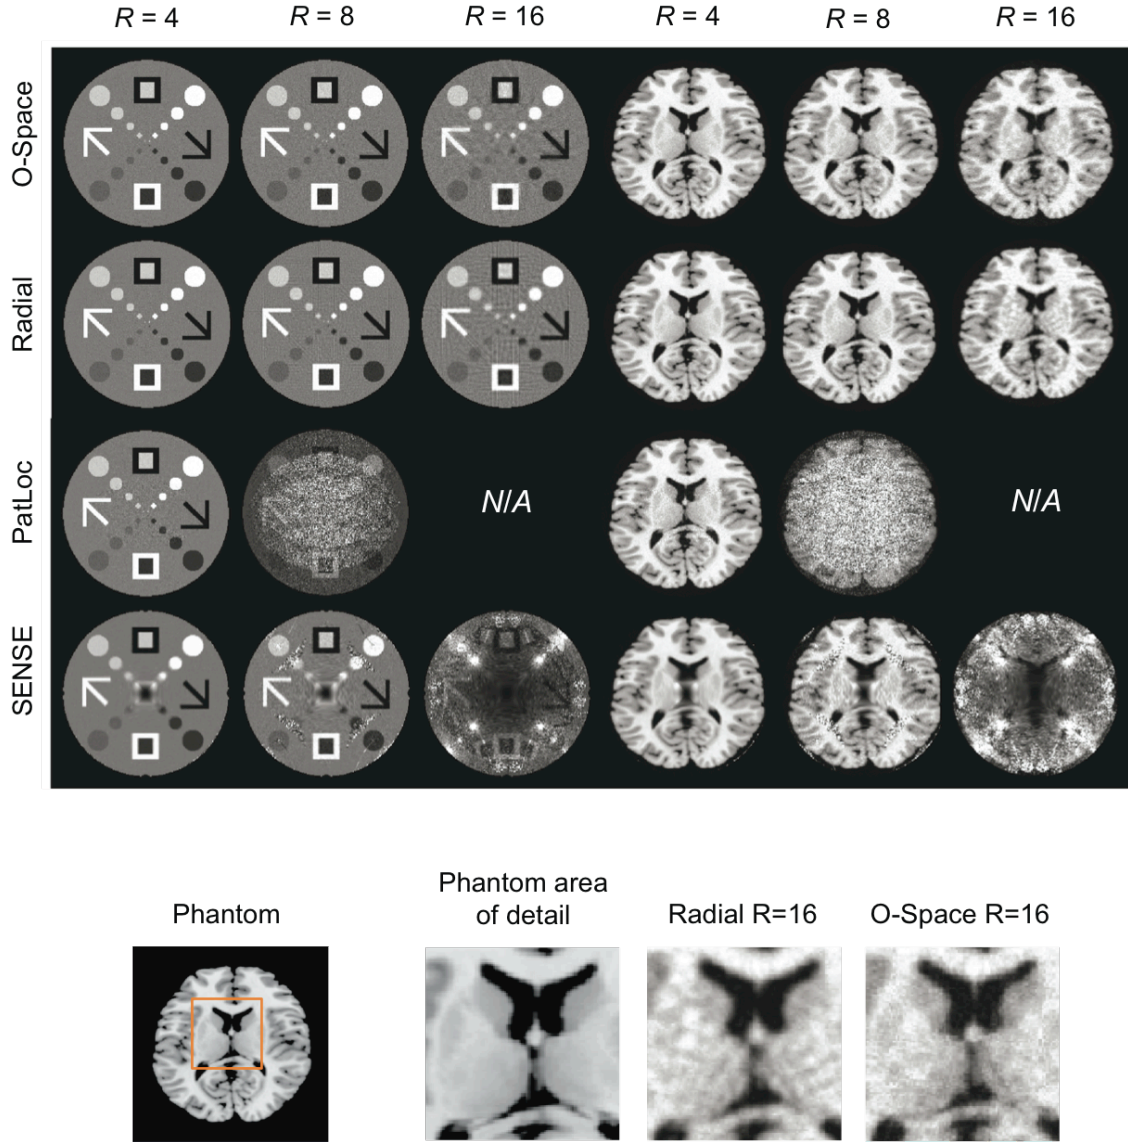 R = 4 R = 8 R = 16 R = 4 R = 8 R = 16
O-Space
Radial
PatLoc
N/A N/A
SENSE
Phantom area
of detail
Phantom Radial R=16 O-Space R=16